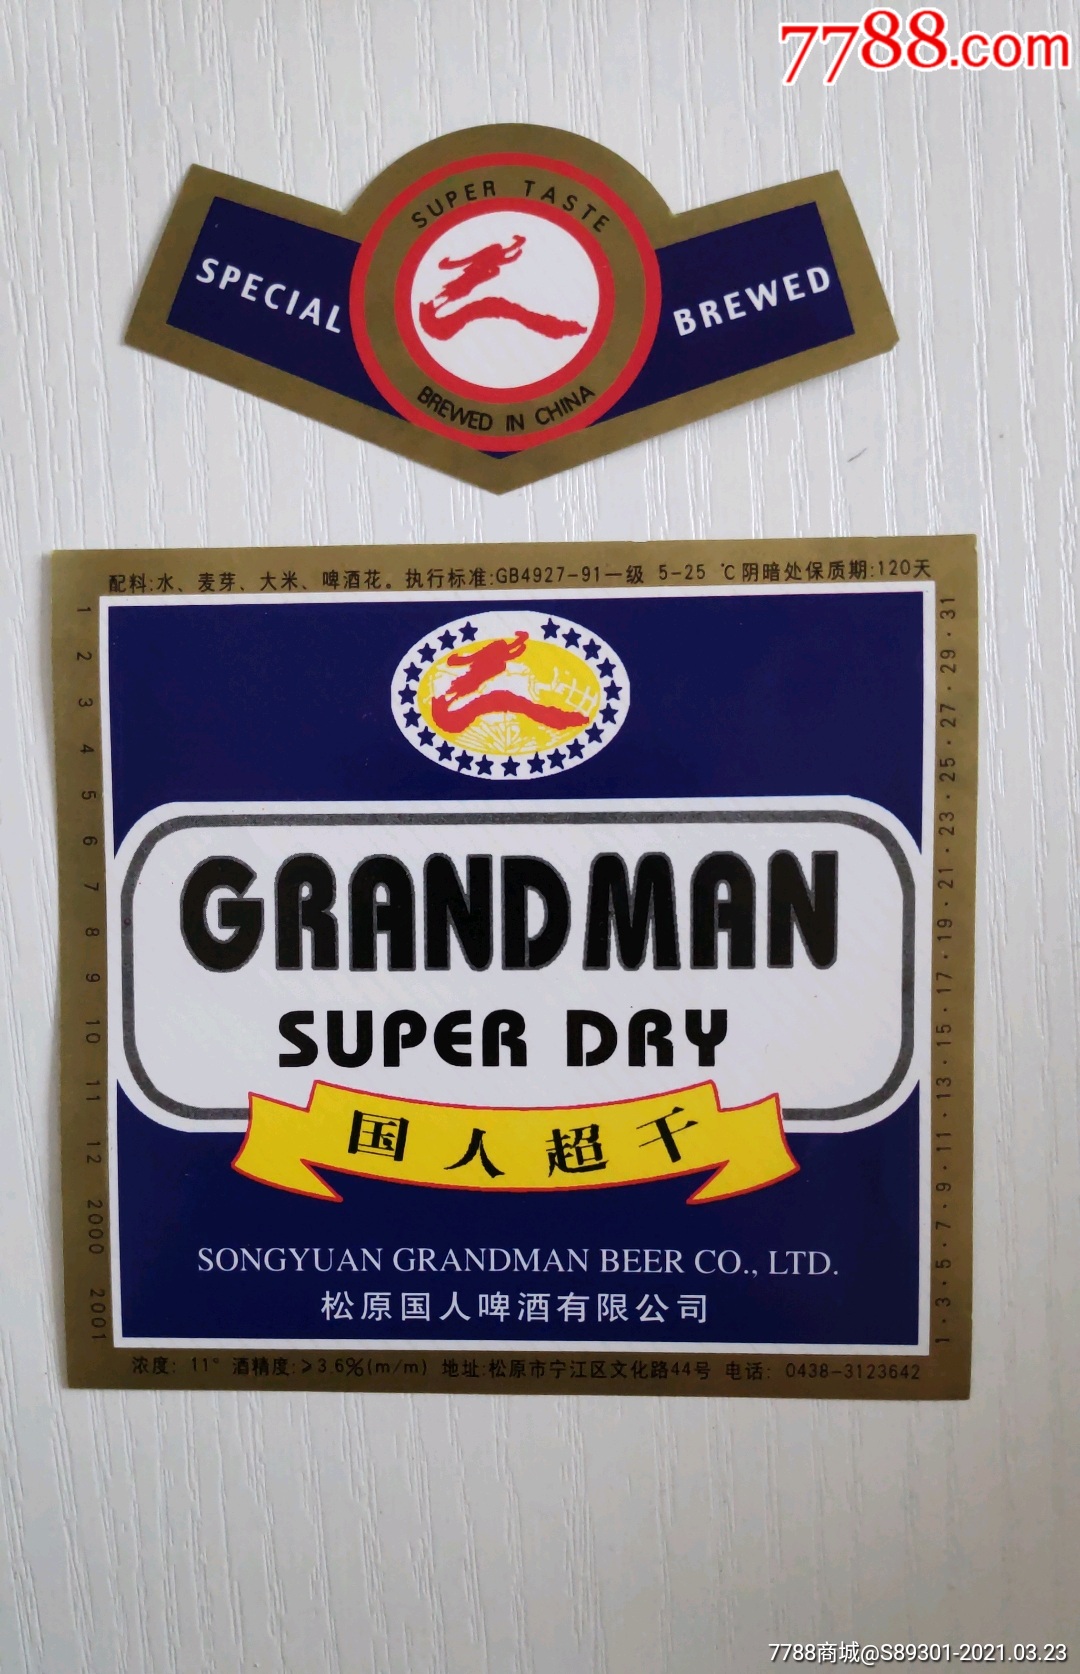 7788.com
SUPER TASTE
SPECIAL
BREWED
BREWED IN CHINA
配料:水、麦芽、大米、啤酒花。执行标准:GB4927-91一级 5-25 ℃阴暗处保质期:120天
1 2 3 4 5 6 7 8 9 10 11 12 2000 2001
1·3·5·7·9·11·13·15·17·19·21·23·25·27·29·31
GRANDMAN
SUPER DRY
国人超干
SONGYUAN GRANDMAN BEER CO., LTD.
松原国人啤酒有限公司
浓度: 11° 酒精度:≥3.6%(m/m) 地址:松原市宁江区文化路44号 电话: 0438-3123642
7788商城@S89301-2021.03.23